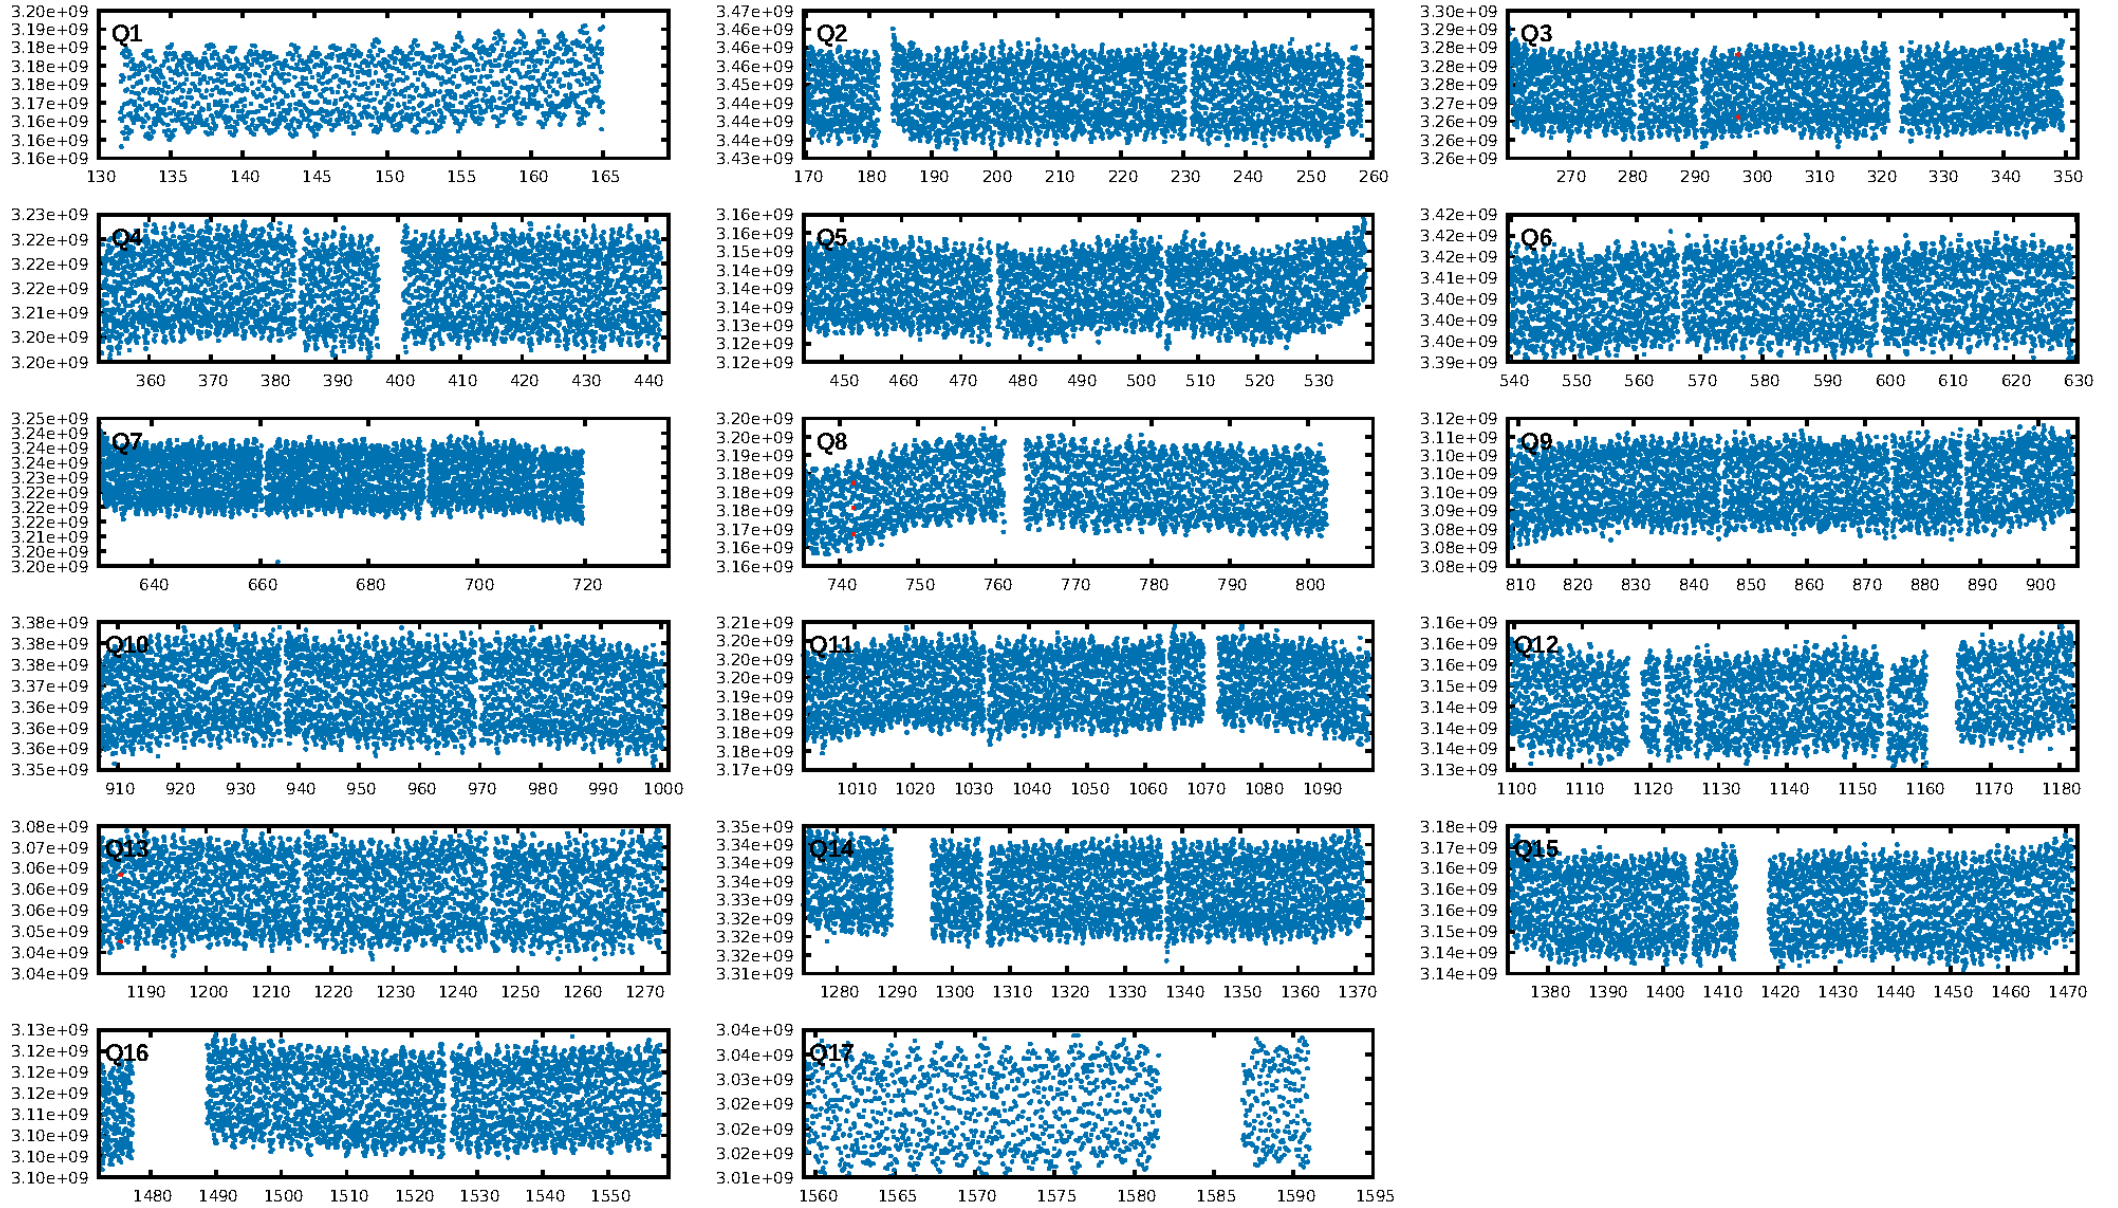 3.20e+09 3.19e+09 3.18e+09 3.18e+09 3.17e+09 3.17e+09 3.16e+09 3.16e+09 3.16e+09
Q1
130 135 140 145 150 155 160 165
3.47e+09 3.46e+09 3.46e+09 3.45e+09 3.44e+09 3.44e+09 3.43e+09
Q2
170 180 190 200 210 220 230 240 250 260
3.30e+09 3.29e+09 3.28e+09 3.28e+09 3.27e+09 3.27e+09 3.26e+09 3.26e+09 3.26e+09
Q3
270 280 290 300 310 320 330 340 350
3.23e+09 3.22e+09 3.22e+09 3.22e+09 3.21e+09 3.20e+09 3.20e+09
Q4
360 370 380 390 400 410 420 430 440
3.16e+09 3.16e+09 3.15e+09 3.14e+09 3.14e+09 3.14e+09 3.13e+09 3.12e+09 3.12e+09
Q5
450 460 470 480 490 500 510 520 530
3.42e+09 3.42e+09 3.42e+09 3.41e+09 3.40e+09 3.40e+09 3.40e+09 3.39e+09
Q6
540 550 560 570 580 590 600 610 620 630
3.25e+09 3.24e+09 3.24e+09 3.24e+09 3.23e+09 3.22e+09 3.22e+09 3.22e+09 3.21e+09 3.20e+09 3.20e+09
Q7
640 660 680 700 720
3.20e+09 3.20e+09 3.19e+09 3.18e+09 3.18e+09 3.18e+09 3.17e+09 3.16e+09 3.16e+09
Q8
740 750 760 770 780 790 800
3.12e+09 3.11e+09 3.10e+09 3.10e+09 3.10e+09 3.09e+09 3.08e+09 3.08e+09 3.08e+09
Q9
810 820 830 840 850 860 870 880 890 900
3.38e+09 3.38e+09 3.38e+09 3.37e+09 3.36e+09 3.36e+09 3.36e+09 3.35e+09
Q10
910 920 930 940 950 960 970 980 990 1000
3.21e+09 3.20e+09 3.20e+09 3.20e+09 3.19e+09 3.18e+09 3.18e+09 3.18e+09 3.17e+09
Q11
1010 1020 1030 1040 1050 1060 1070 1080 1090
3.16e+09 3.16e+09 3.16e+09 3.15e+09 3.14e+09 3.14e+09 3.14e+09 3.13e+09
Q12
1100 1110 1120 1130 1140 1150 1160 1170 1180
3.08e+09 3.07e+09 3.06e+09 3.06e+09 3.06e+09 3.05e+09 3.04e+09 3.04e+09
Q13
1190 1200 1210 1220 1230 1240 1250 1260 1270
3.35e+09 3.34e+09 3.34e+09 3.34e+09 3.33e+09 3.32e+09 3.32e+09 3.32e+09 3.31e+09
Q14
1280 1290 1300 1310 1320 1330 1340 1350 1360 1370
3.18e+09 3.17e+09 3.16e+09 3.16e+09 3.16e+09 3.15e+09 3.14e+09 3.14e+09
Q15
1380 1390 1400 1410 1420 1430 1440 1450 1460 1470
3.13e+09 3.12e+09 3.12e+09 3.12e+09 3.11e+09 3.10e+09 3.10e+09 3.10e+09
Q16
1480 1490 1500 1510 1520 1530 1540 1550
3.04e+09 3.04e+09 3.03e+09 3.02e+09 3.02e+09 3.02e+09 3.01e+09
Q17
1560 1565 1570 1575 1580 1585 1590 1595